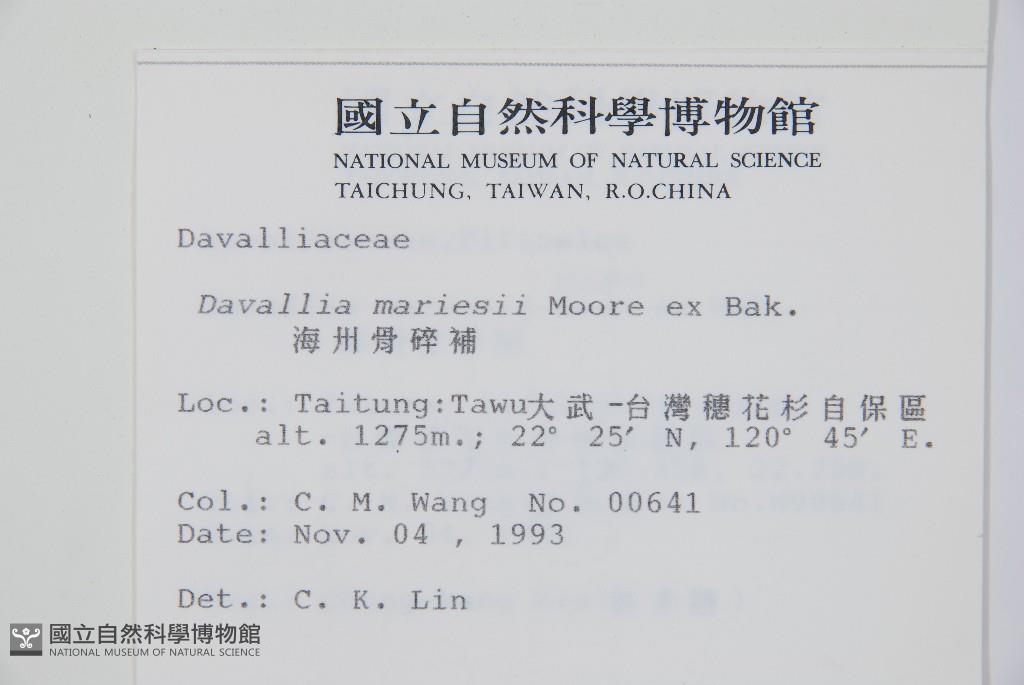 國立自然科學博物館
NATIONAL MUSEUM OF NATURAL SCIENCE
TAICHUNG, TAIWAN, R.O.CHINA
Davalliaceae
Davallia mariesii Moore ex Bak.
海州骨碎補
Loc.: Taitung:Tawu大武-台灣穗花杉自保區
alt. 1275m.; 22° 25′ N, 120° 45′ E.
Col.: C. M. Wang No. 00641
Date: Nov. 04 , 1993
Det.: C. K. Lin
國立自然科學博物館
NATIONAL MUSEUM OF NATURAL SCIENCE